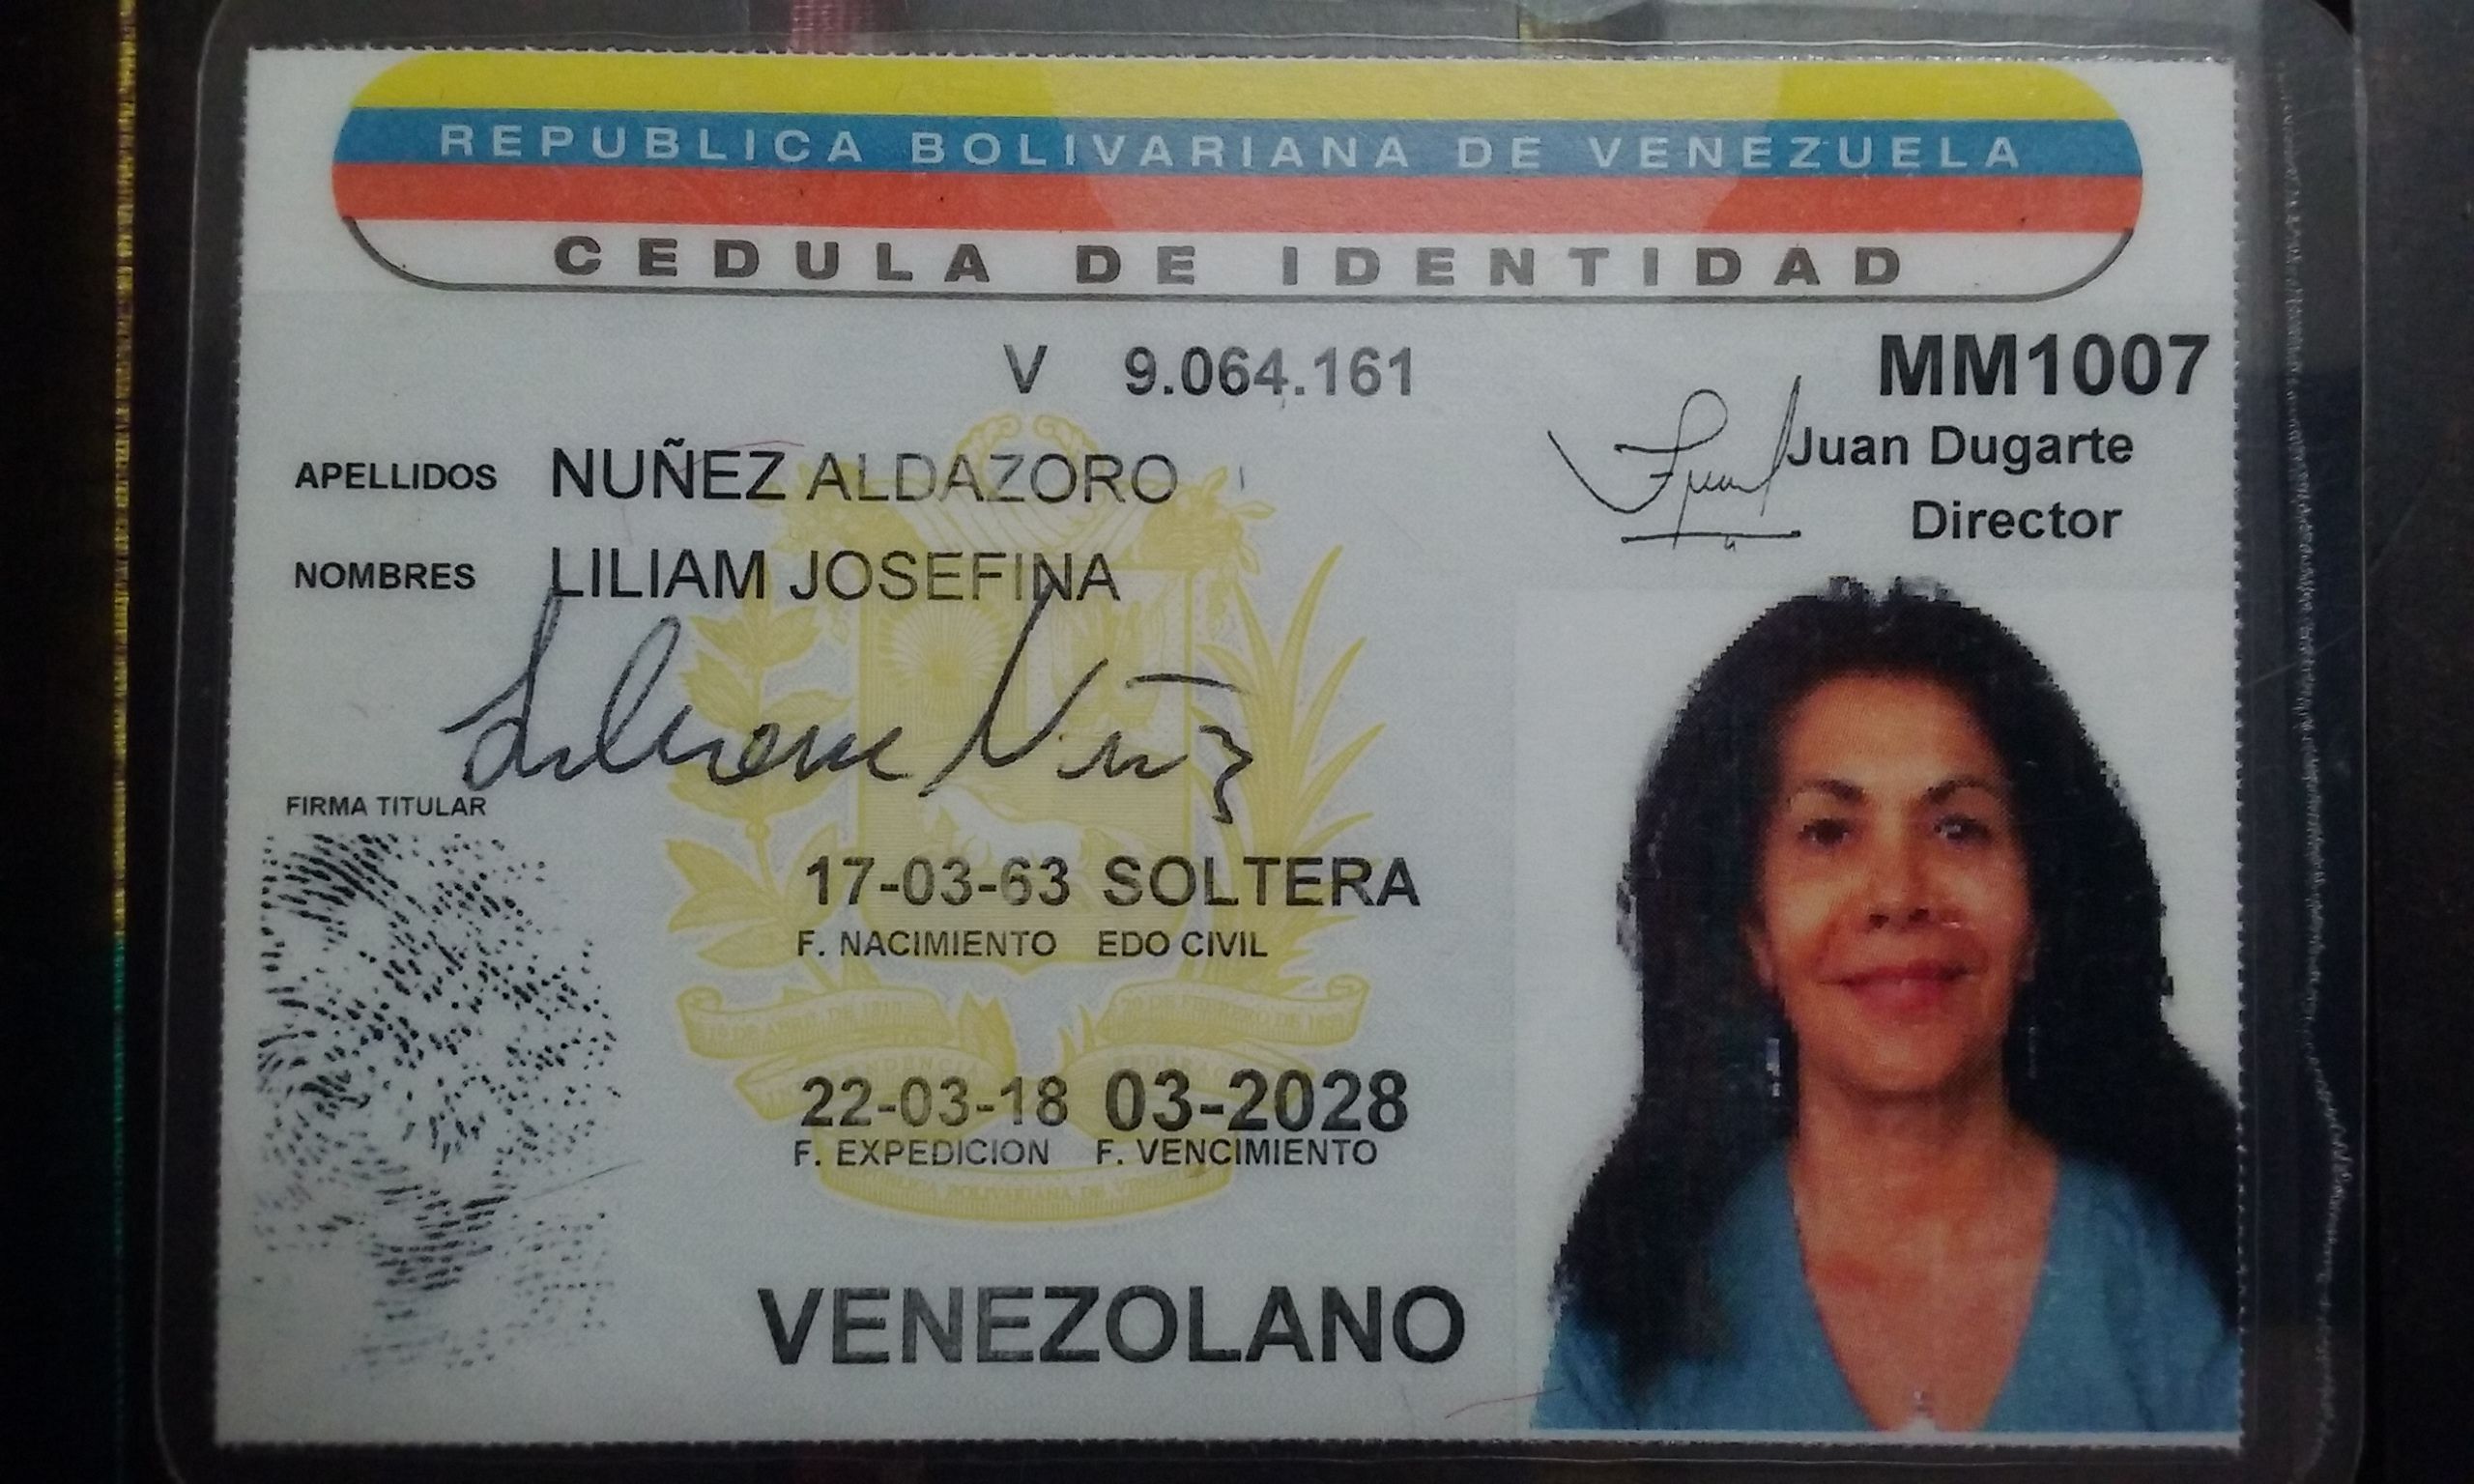 REPUBLICA BOLIVARIANA DE VENEZUELA
CEDULA DE IDENTIDAD
V 9.064.161
MM1007
Juan Dugarte
Director
APELLIDOS NUÑEZ ALDAZORO
NOMBRES LILIAM JOSEFINA
FIRMA TITULAR
17-03-63 SOLTERA
F. NACIMIENTO EDO CIVIL
22-03-18 03-2028
F. EXPEDICION F. VENCIMIENTO
VENEZOLANO